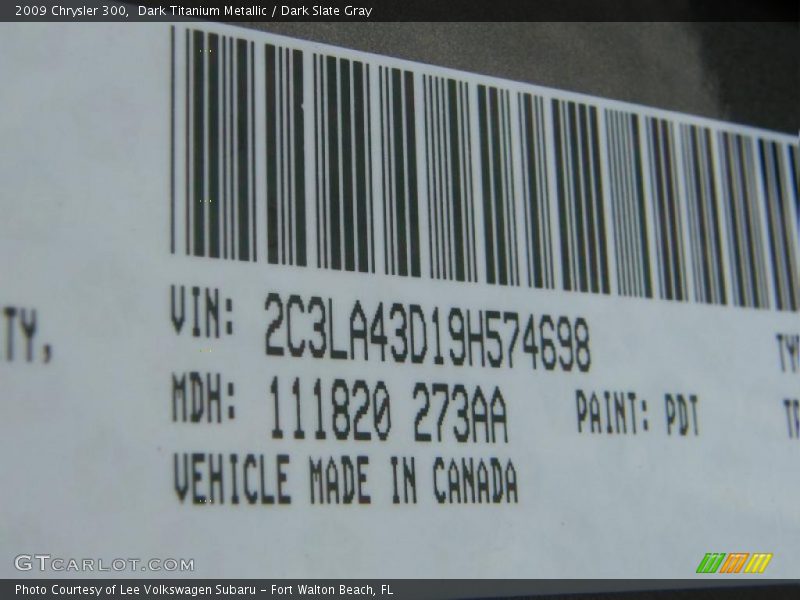 2009 Chrysler 300, Dark Titanium Metallic / Dark Slate Gray
TY,
VIN: 2C3LA43D19H574698
MDH: 111820 273AA PAINT: PDT
VEHICLE MADE IN CANADA
GTCARLOT.COM
Photo Courtesy of Lee Volkswagen Subaru – Fort Walton Beach, FL